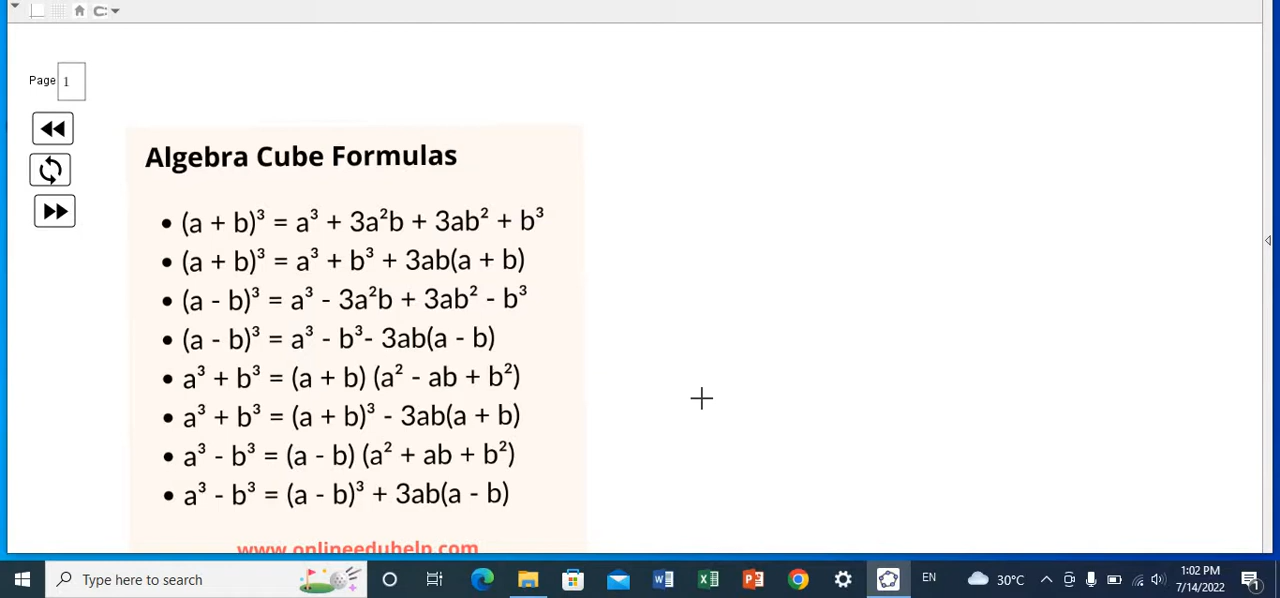 Page 1
Algebra Cube Formulas
• (a + b)³ = a³ + 3a²b + 3ab² + b³
• (a + b)³ = a³ + b³ + 3ab(a + b)
• (a - b)³ = a³ - 3a²b + 3ab² - b³
• (a - b)³ = a³ - b³- 3ab(a - b)
• a³ + b³ = (a + b) (a² - ab + b²)
• a³ + b³ = (a + b)³ - 3ab(a + b)
• a³ - b³ = (a - b) (a² + ab + b²)
• a³ - b³ = (a - b)³ + 3ab(a - b)
www.onlineeduhelp.com
Type here to search
EN
30°C
1:02 PM
7/14/2022
1